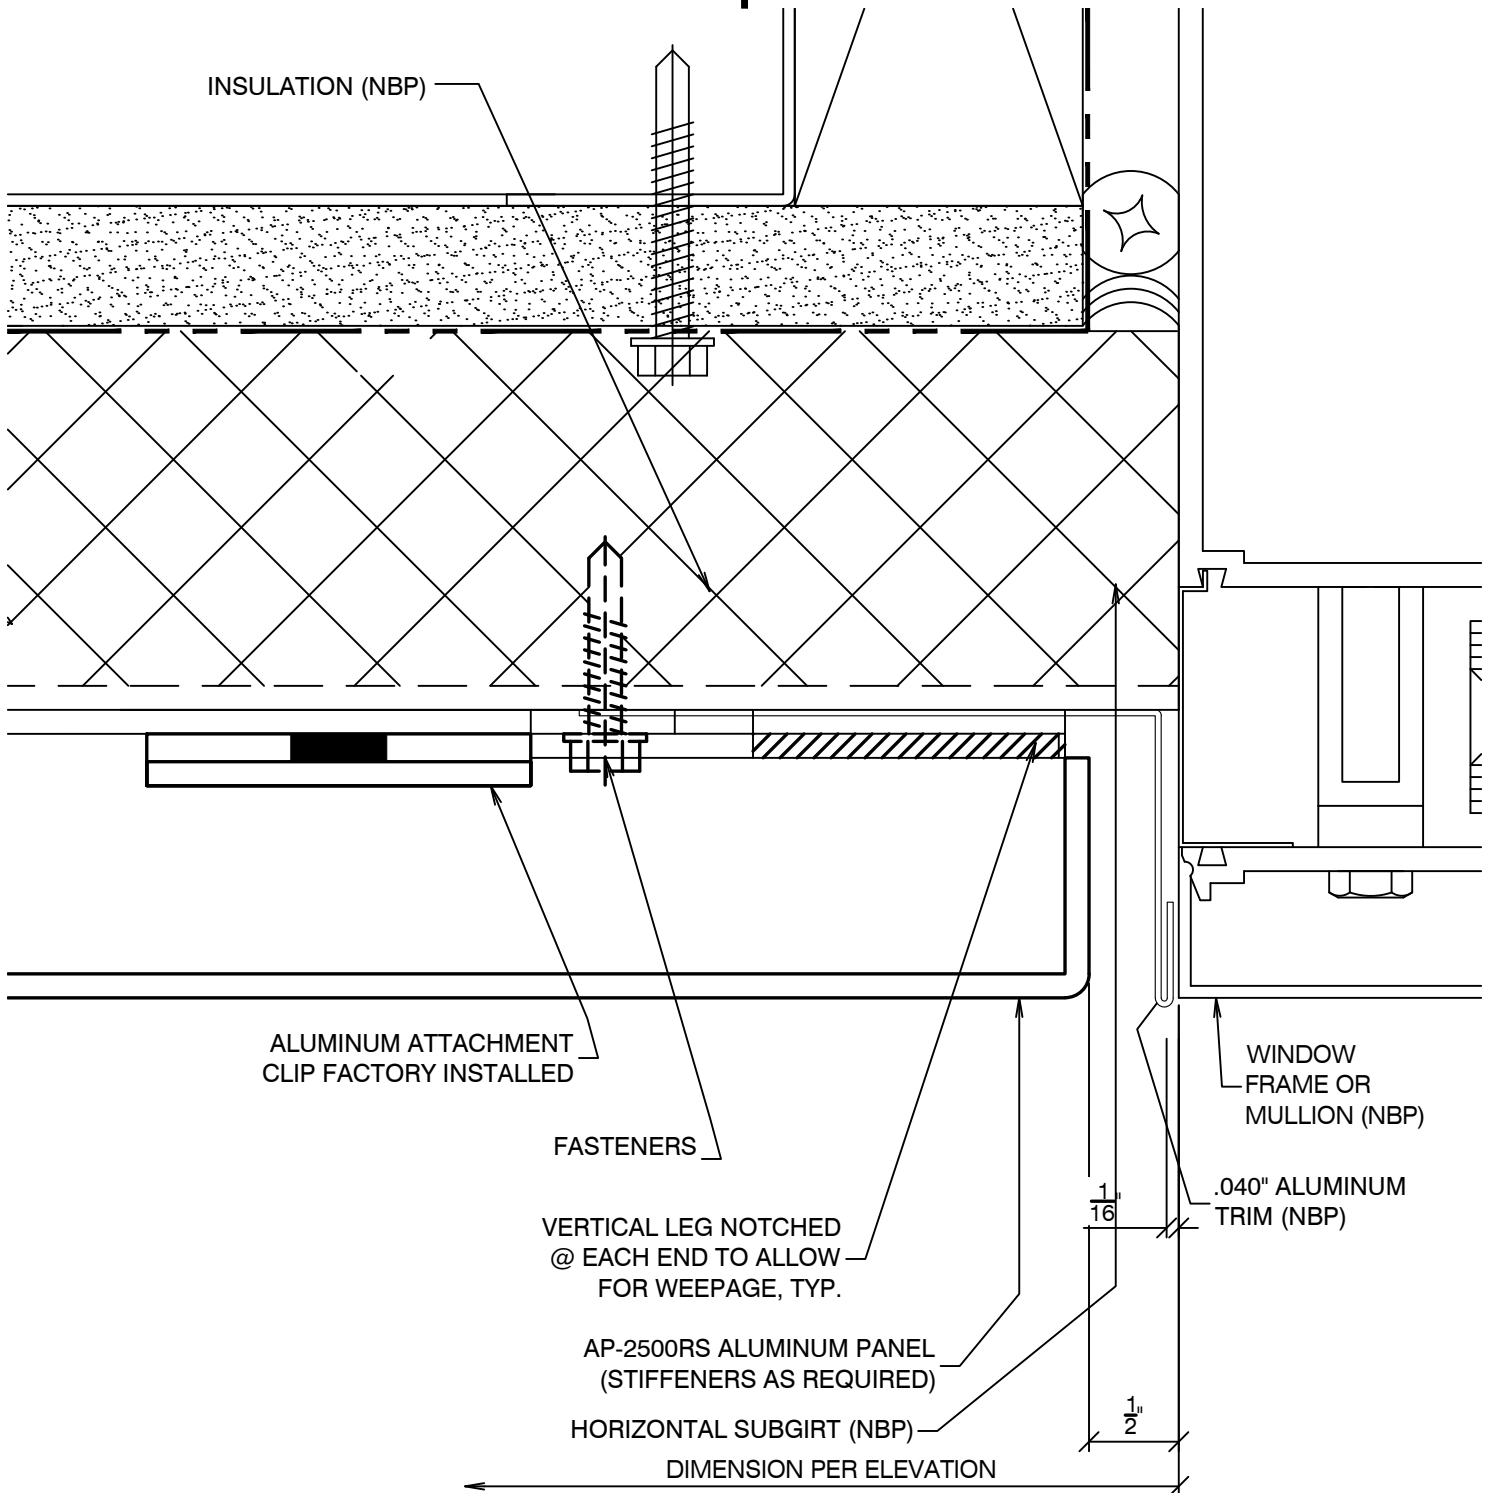 INSULATION (NBP)
ALUMINUM ATTACHMENT
CLIP FACTORY INSTALLED
FASTENERS
VERTICAL LEG NOTCHED
@ EACH END TO ALLOW
FOR WEEPAGE, TYP.
AP-2500RS ALUMINUM PANEL
(STIFFENERS AS REQUIRED)
HORIZONTAL SUBGIRT (NBP)
DIMENSION PER ELEVATION
WINDOW
FRAME OR
MULLION (NBP)
.040" ALUMINUM
TRIM (NBP)
1/16"
1/2"